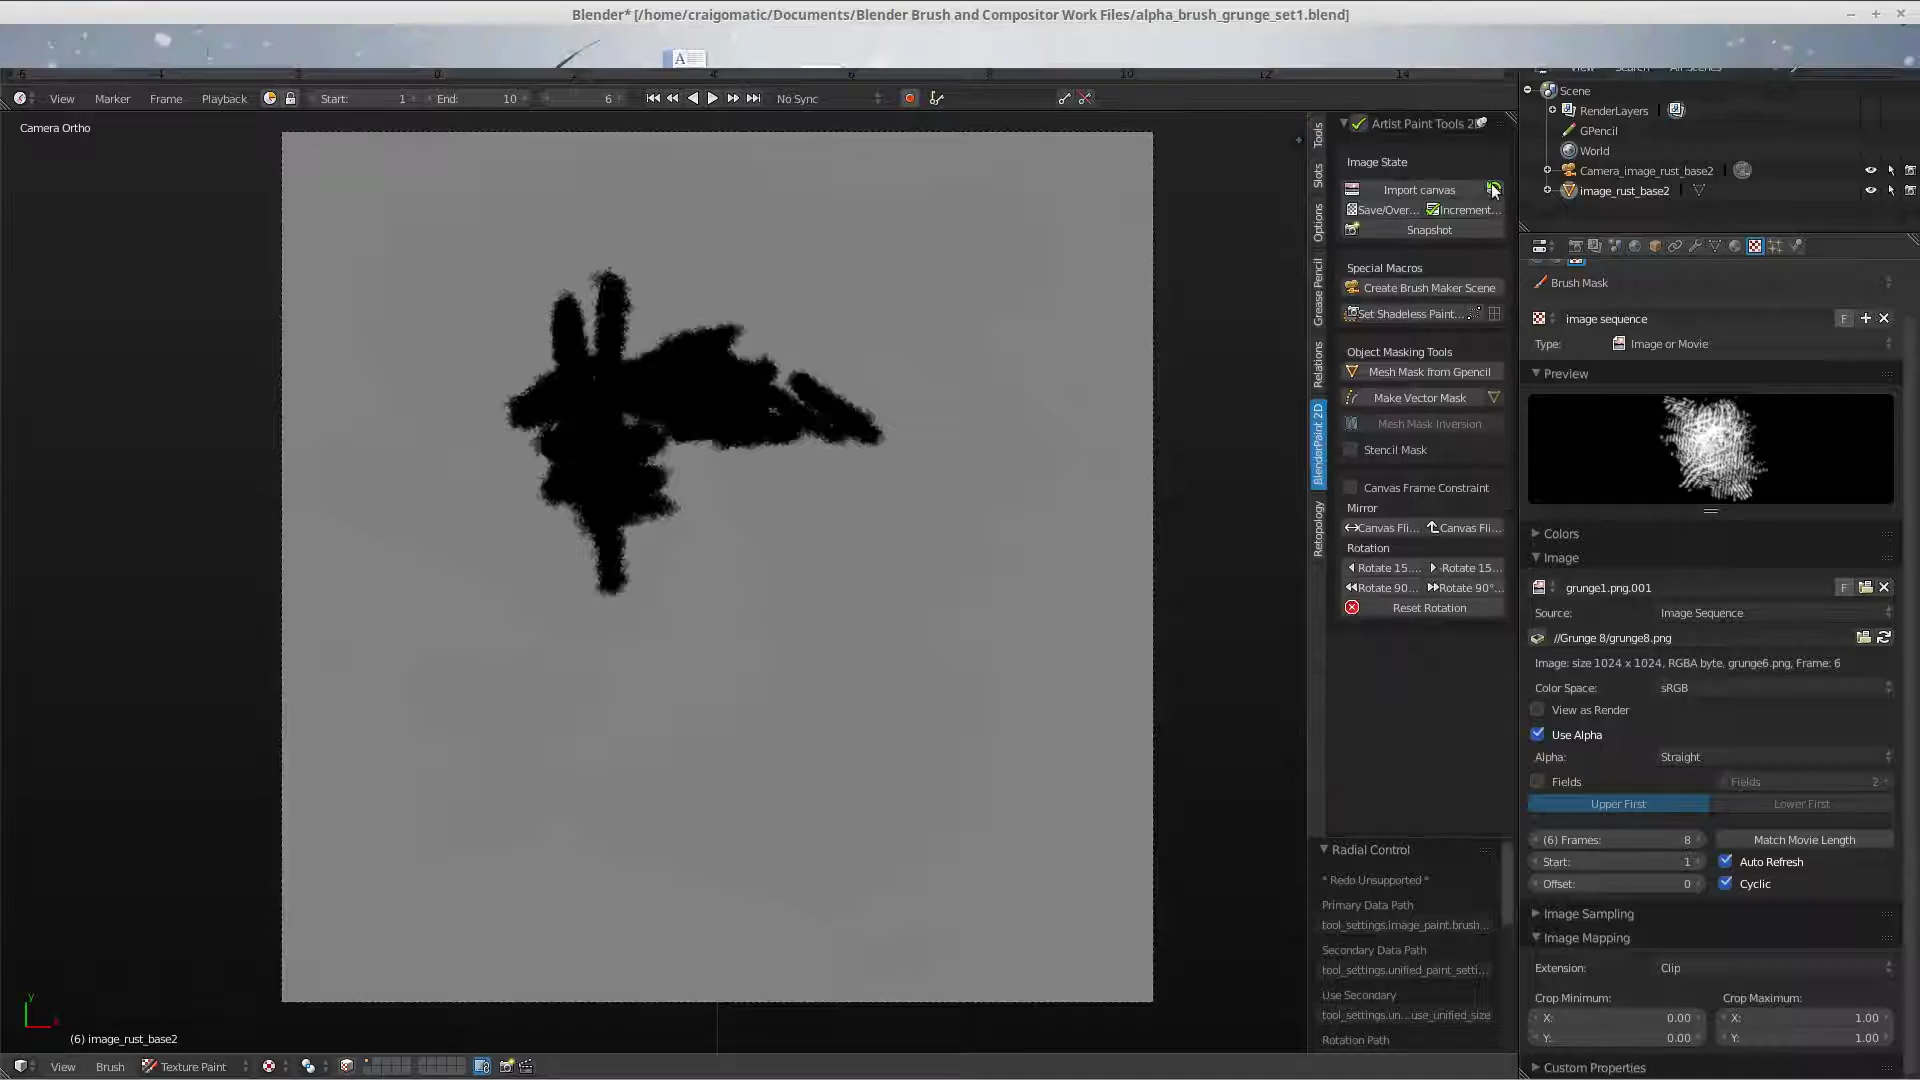 Blender* [/home/craigomatic/Documents/Blender Brush and Compositor Work Files/alpha_brush_grunge_set1.blend]
A
0 4 6 10 12 14
View Marker Frame Playback Start: 1 End: 10 6 No Sync
Camera Ortho
Tools
Slots
Options
Grease Pencil
Relations
BlenderPaint 2D
Retopology
Artist Paint Tools 2D
Image State
Import canvas
Save/Over... Increment...
Snapshot
Special Macros
Create Brush Maker Scene
Set Shadeless Paint...
Object Masking Tools
Mesh Mask from Gpencil
Make Vector Mask
Mesh Mask Inversion
Stencil Mask
Canvas Frame Constraint
Mirror
Canvas Fli... Canvas Fli...
Rotation
Rotate 15.... -Rotate 15...
Rotate 90... Rotate 90°...
Reset Rotation
Radial Control
* Redo Unsupported *
Primary Data Path
tool_settings.image_paint.brush...
Secondary Data Path
tool_settings.unified_paint_setti...
Use Secondary
tool_settings.un...use_unified_size
Rotation Path
Scene
RenderLayers
GPencil
World
Camera_image_rust_base2
image_rust_base2
Brush Mask
image sequence F
Type: Image or Movie
Preview
Colors
Image
grunge1.png.001 F
Source: Image Sequence
//Grunge 8/grunge8.png
Image: size 1024 x 1024, RGBA byte, grunge6.png, Frame: 6
Color Space: sRGB
View as Render
Use Alpha
Alpha: Straight
Fields Fields 2
Upper First Lower First
(6) Frames: 8 Match Movie Length
Start: 1 Auto Refresh
Offset: 0 Cyclic
Image Sampling
Image Mapping
Extension: Clip
Crop Minimum: Crop Maximum:
X: 0.00 X: 1.00
Y: 0.00 Y: 1.00
Custom Properties
y
(6) image_rust_base2
View Brush Texture Paint